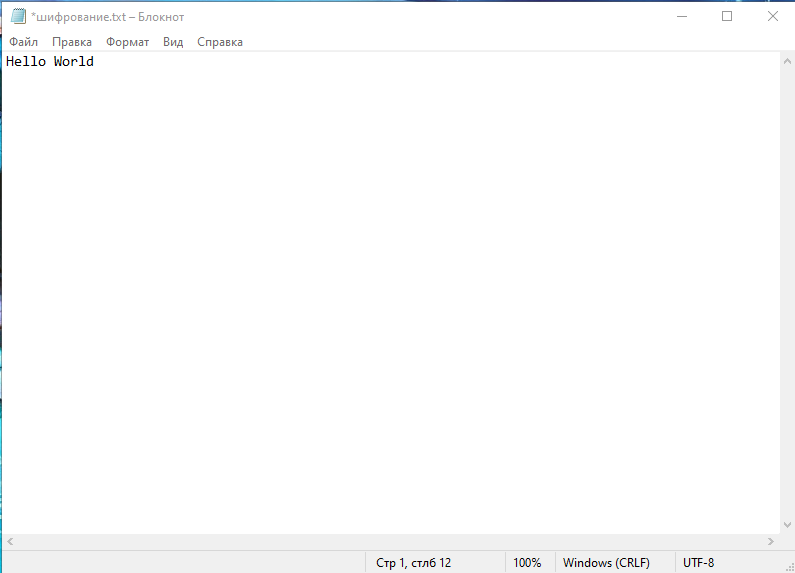 *шифрование.txt – Блокнот
Файл Правка Формат Вид Справка
Hello World
Стр 1, стлб 12 100% Windows (CRLF) UTF-8